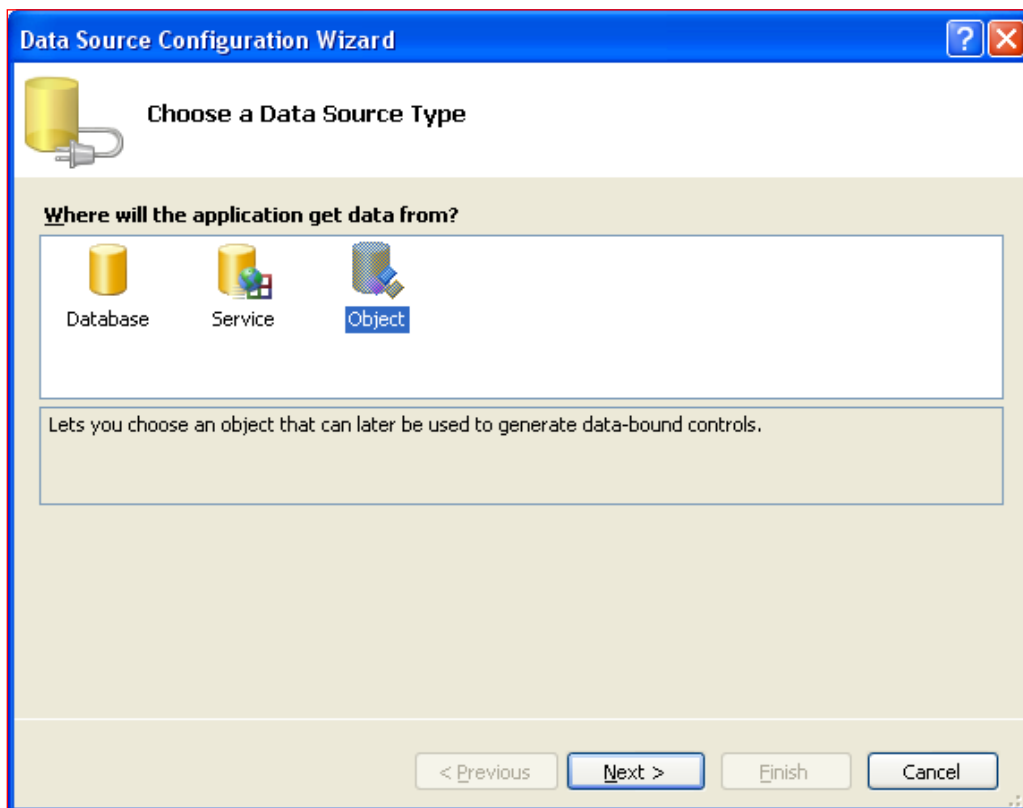 Data Source Configuration Wizard
?
Choose a Data Source Type
Where will the application get data from?
Database Service Object
Lets you choose an object that can later be used to generate data-bound controls.
< Previous Next > Finish Cancel